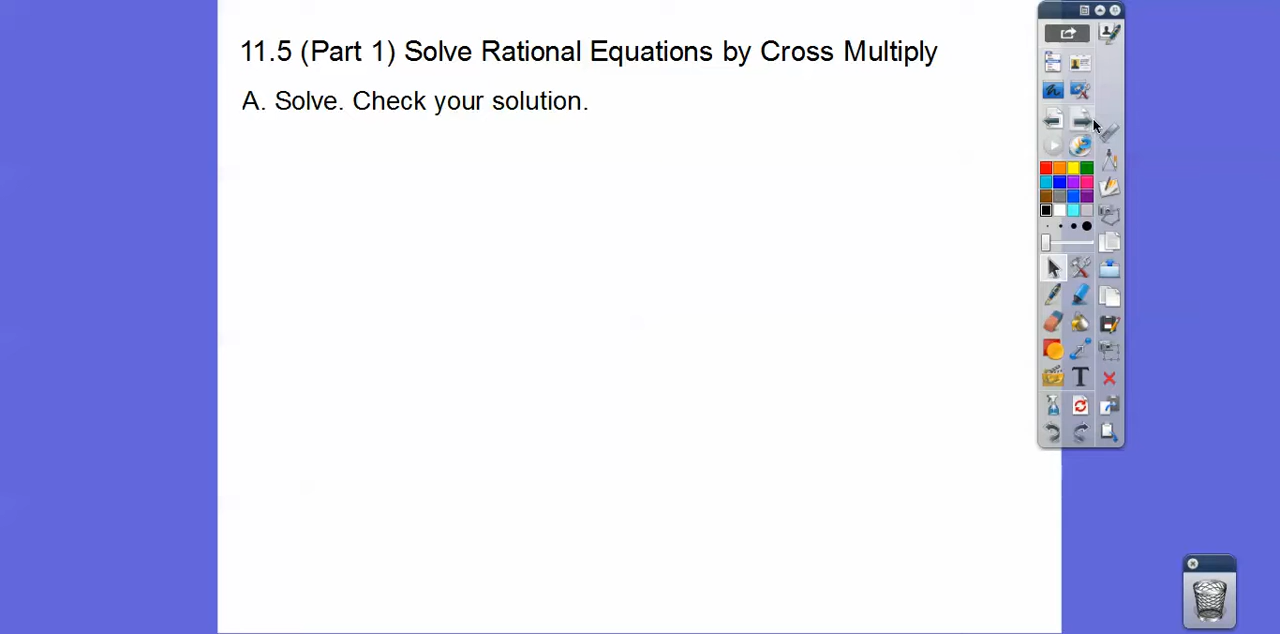 11.5 (Part 1) Solve Rational Equations by Cross Multiply
A. Solve. Check your solution.
T